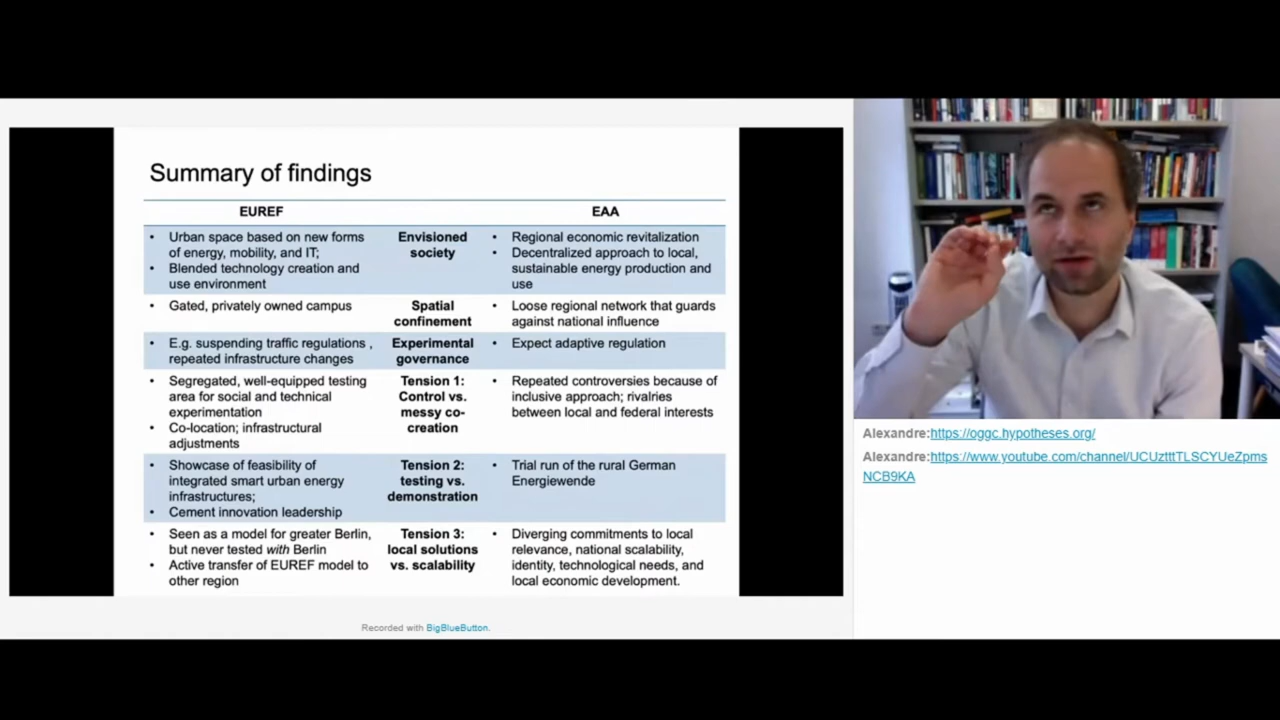 Summary of findings
EUREF
EAA
• Urban space based on new forms
of energy, mobility, and IT;
• Blended technology creation and
use environment
Envisioned
society
• Regional economic revitalization
• Decentralized approach to local,
sustainable energy production and
use
• Gated, privately owned campus
Spatial
confinement
• Loose regional network that guards
against national influence
• E.g. suspending traffic regulations ,
repeated infrastructure changes
Experimental
governance
• Expect adaptive regulation
• Segregated, well-equipped testing
area for social and technical
experimentation
• Co-location; infrastructural
adjustments
Tension 1:
Control vs.
messy co-
creation
• Repeated controversies because of
inclusive approach; rivalries
between local and federal interests
• Showcase of feasibility of
integrated smart urban energy
infrastructures;
• Cement innovation leadership
Tension 2:
testing vs.
demonstration
• Trial run of the rural German
Energiewende
• Seen as a model for greater Berlin,
but never tested with Berlin
• Active transfer of EUREF model to
other region
Tension 3:
local solutions
vs. scalability
• Diverging commitments to local
relevance, national scalability,
identity, technological needs, and
local economic development.
Recorded with BigBlueButton.
Alexandre:https://oggc.hypotheses.org/
Alexandre:https://www.youtube.com/channel/UCUztttTLSCYUeZpms
NCB9KA